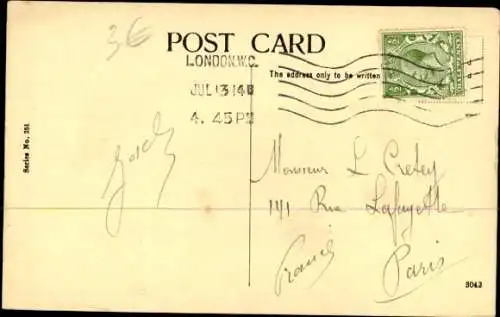 3€
POST CARD
LONDON.W.C.
The address only to be written
JUL 13 14
4. 45 PM
Series No. 251
Monsieur L Cretey
141 Rue Lafayette
Paris
France
3043